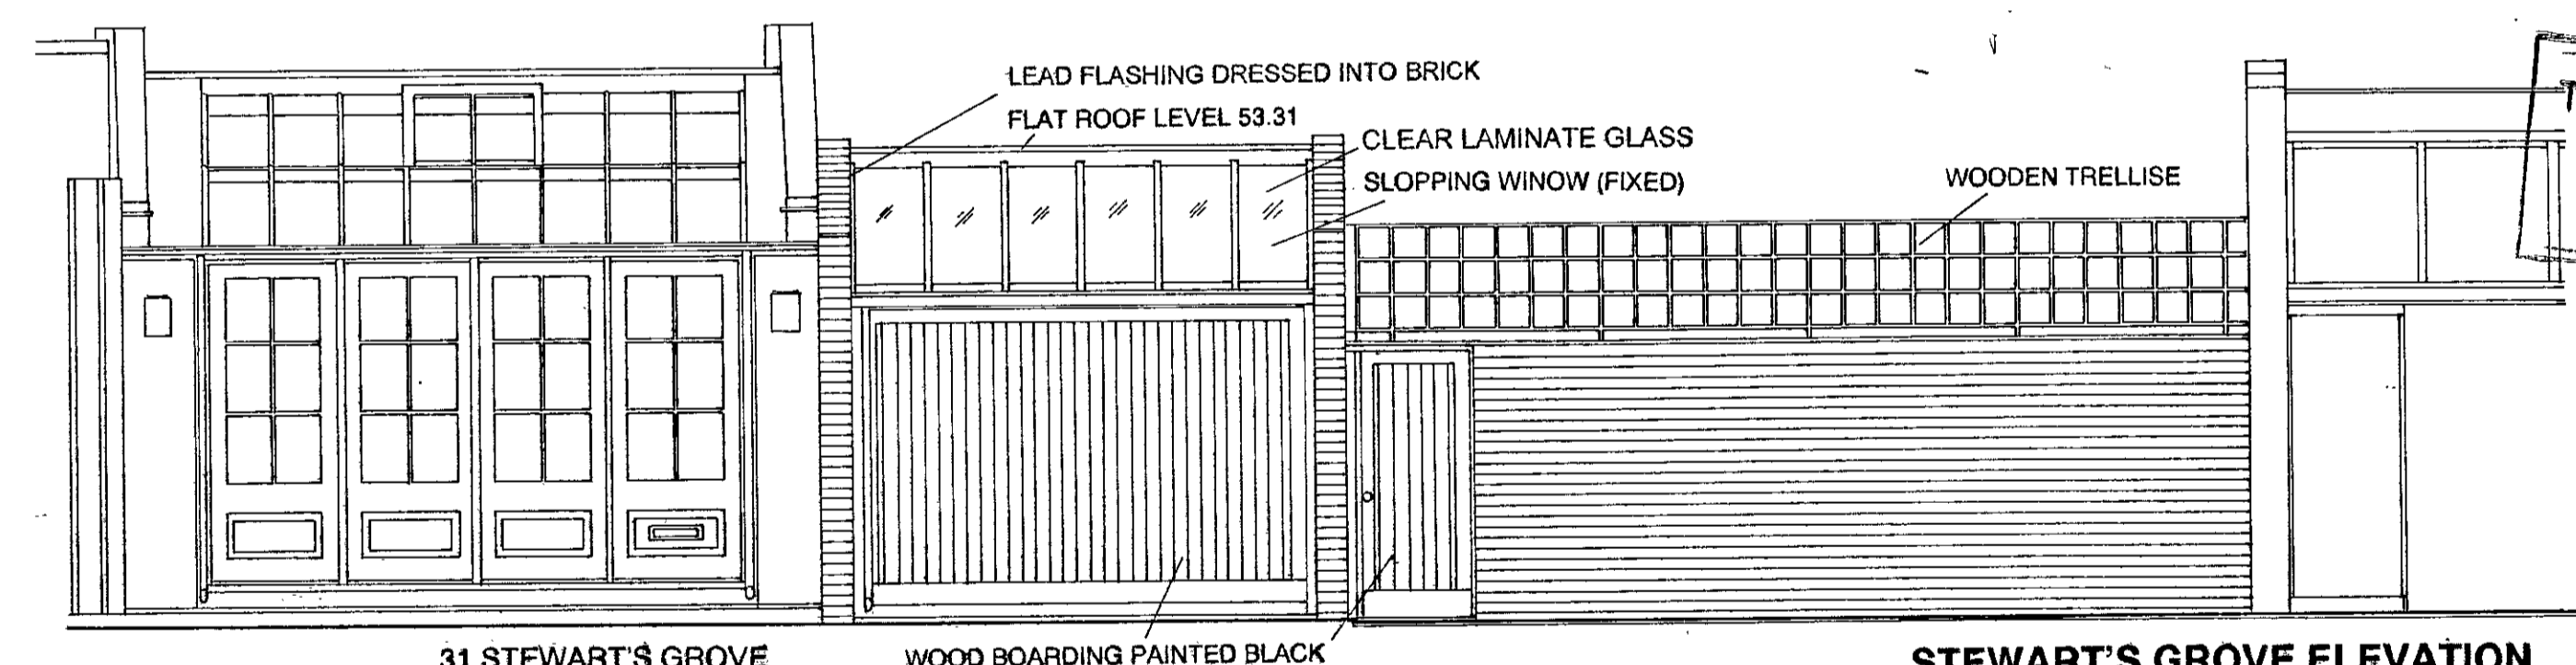 LEAD FLASHING DRESSED INTO BRICK
FLAT ROOF LEVEL 53.31
CLEAR LAMINATE GLASS
SLOPPING WINOW (FIXED)
WOODEN TRELLISE
31 STEWART'S GROVE
WOOD BOARDING PAINTED BLACK
STEWART'S GROVE ELEVATION